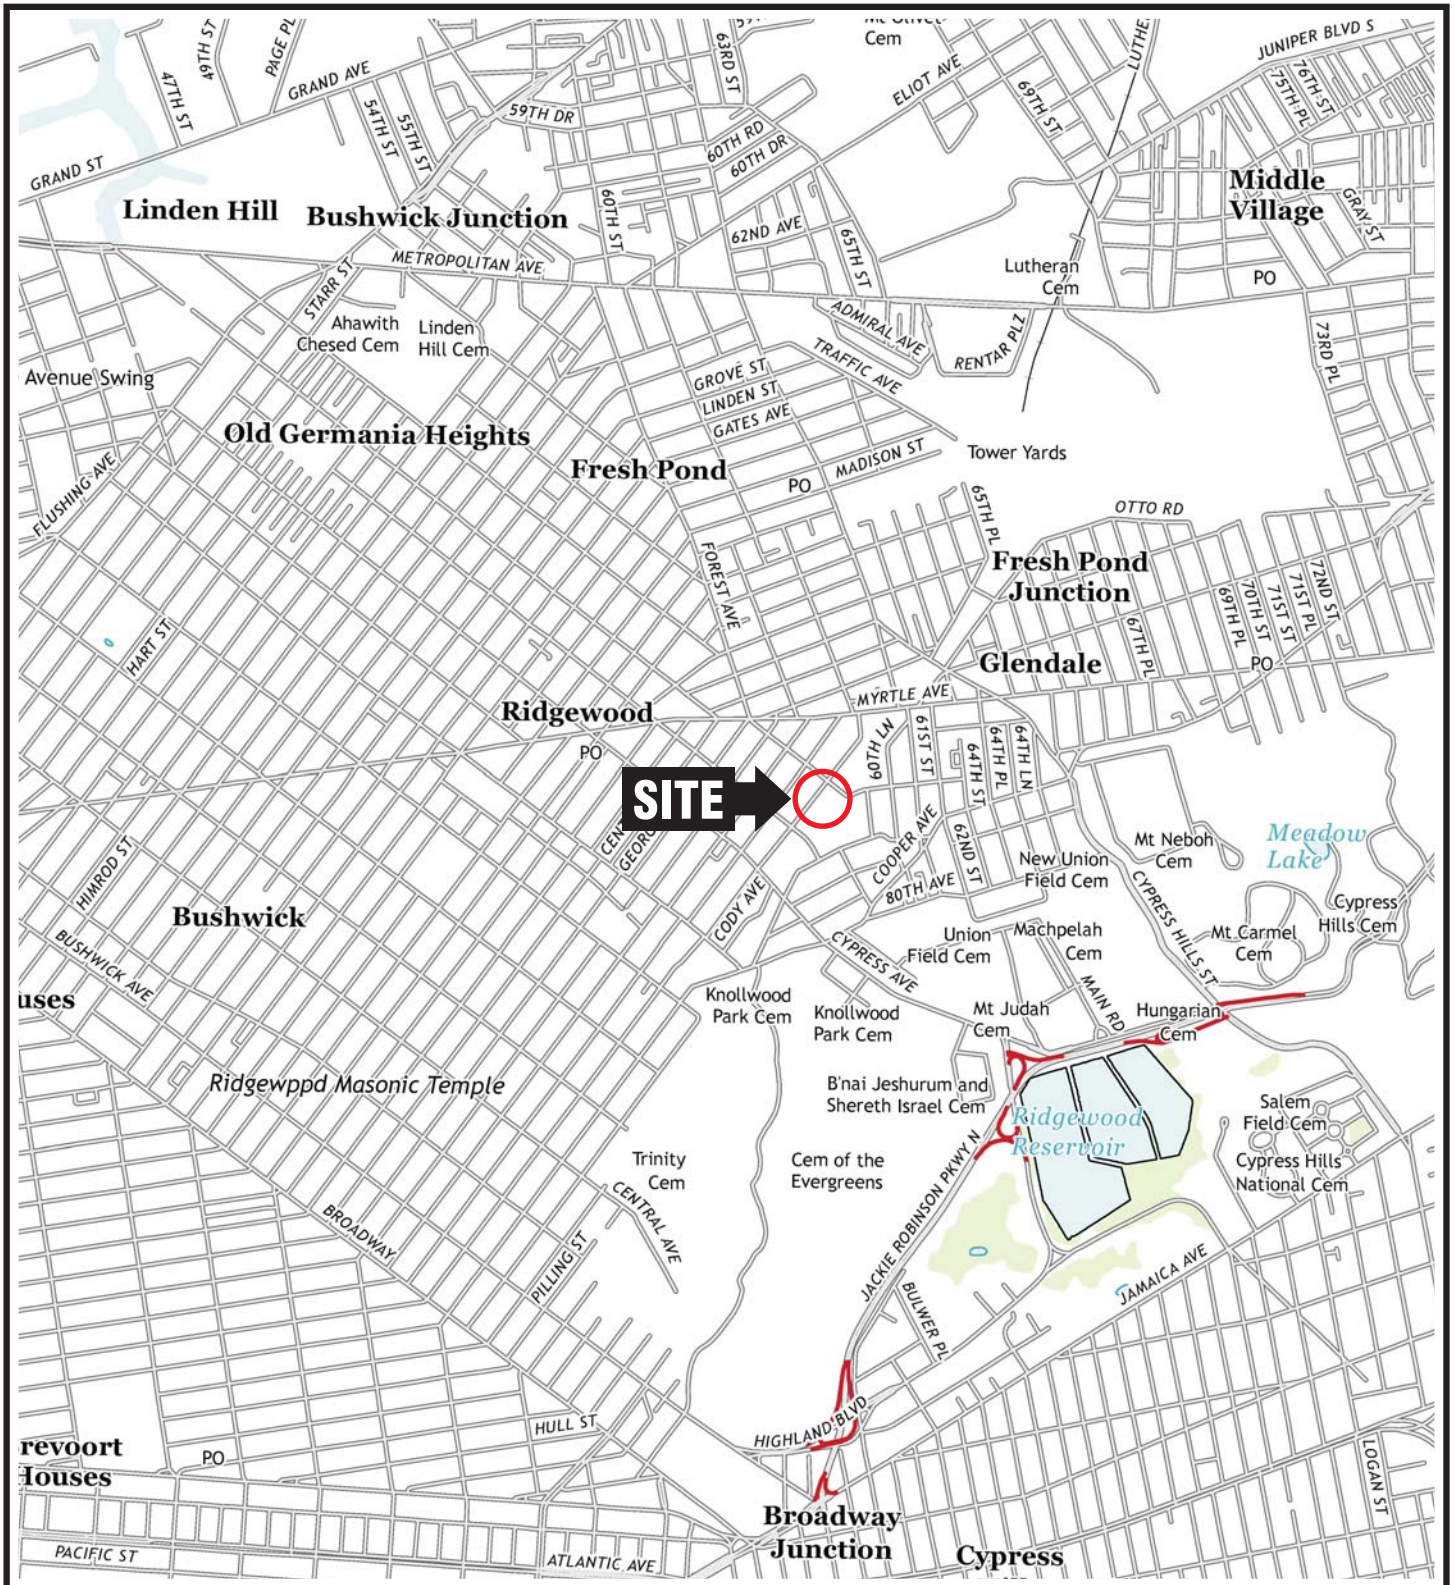 Mt Olivet
Cem
49TH ST
PAGE PL
47TH ST
GRAND AVE
54TH ST
55TH ST
59TH DR
63RD ST
60TH RD
60TH DR
ELIOT AVE
69TH ST
JUNIPER BLVD S
76TH ST
75TH PL
GRAND ST
Linden Hill
Bushwick Junction
60TH ST
62ND AVE
65TH ST
Middle
Village
GRAY ST
METROPOLITAN AVE
STARR ST
Lutheran
Cem
PO
Ahawith
Chesed Cem
Linden
Hill Cem
ADMIRAL AVE
TRAFFIC AVE
RENTAR PLZ
73RD PL
Avenue Swing
GROVE ST
LINDEN ST
GATES AVE
Old Germania Heights
Fresh Pond
MADISON ST
Tower Yards
PO
FLUSHING AVE
65TH PL
OTTO RD
FOREST AVE
Fresh Pond
Junction
72ND ST
71ST PL
71ST ST
70TH ST
69TH PL
67TH PL
HART ST
Glendale
PO
MYRTLE AVE
Ridgewood
PO
60TH LN
61ST ST
64TH ST
64TH PL
64TH LN
SITE
COOPER AVE
62ND ST
80TH AVE
New Union
Field Cem
Mt Neboh
Cem
Meadow
Lake
CYPRESS HILLS ST
Cypress
Hills Cem
HIMROD ST
Bushwick
BUSHWICK AVE
CODY AVE
CYPRESS AVE
Union
Field Cem
Machpelah
Cem
Mt Carmel
Cem
uses
Knollwood
Park Cem
Knollwood
Park Cem
Mt Judah
Cem
MAIN RD
Hungarian
Cem
Ridgewppd Masonic Temple
B'nai Jeshurum and
Shereth Israel Cem
Ridgewood
Reservoir
Salem
Field Cem
Cypress Hills
National Cem
Trinity
Cem
Cem of the
Evergreens
JACKIE ROBINSON PKWY N
CENTRAL AVE
BROADWAY
PILLING ST
BULWER PL
JAMAICA AVE
HULL ST
HIGHLAND BLVD
LOGAN ST
revoort
Houses
PO
Broadway
Junction
Cypress
PACIFIC ST
ATLANTIC AVE